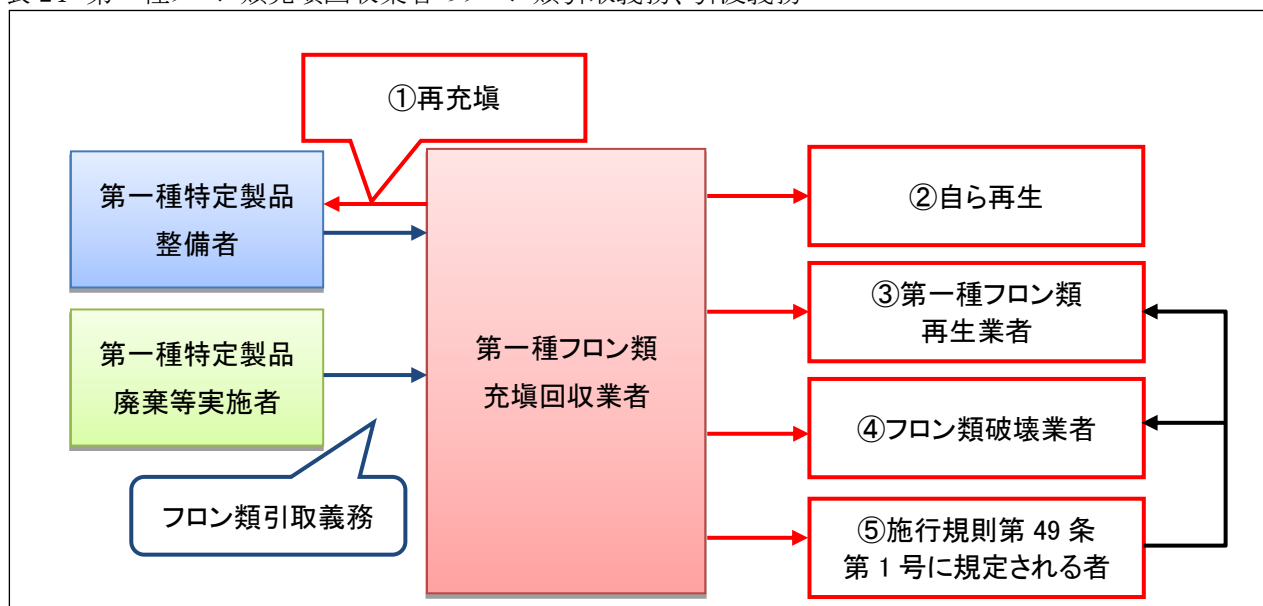 ①再充塡
第一種特定製品
整備者
第一種特定製品
廃棄等実施者
フロン類引取義務
第一種フロン類
充塡回収業者
②自ら再生
③第一種フロン類
再生業者
④フロン類破壊業者
⑤施行規則第 49 条
第 1 号に規定される者